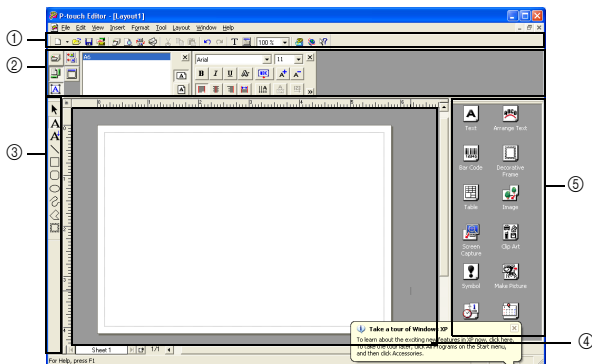 P-touch Editor - [Layout1]
File Edit View Insert Format Tool Layout Window Help
①
100 %
T
②
A6
Arial
11
B I U
A
③
A
A
⑤
Text
Arrange Text
Bar Code
Decorative
Frame
Table
Image
Screen
Capture
Clip Art
Symbol
Make Picture
④
Take a tour of Windows XP
To learn about the exciting new features in XP now, click here.
To take the tour later, click All Programs on the Start menu,
and then click Accessories.
Sheet 1
1/1
For Help, press F1